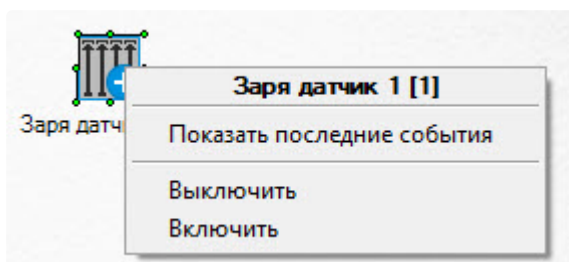 Заря датчик 1 [1]
Заря датч
Показать последние события
Выключить
Включить